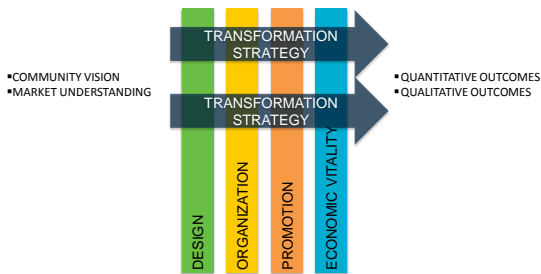 TRANSFORMATION
STRATEGY
▪COMMUNITY VISION
▪MARKET UNDERSTANDING
▪QUANTITATIVE OUTCOMES
▪QUALITATIVE OUTCOMES
TRANSFORMATION
STRATEGY
DESIGN
ORGANIZATION
PROMOTION
ECONOMIC VITALITY